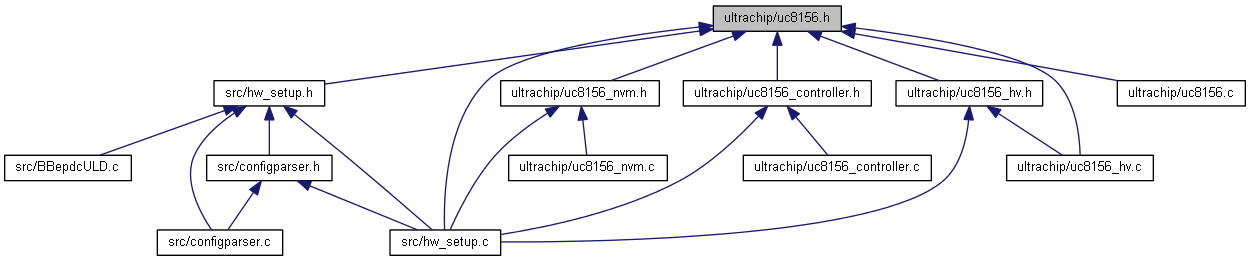 ultrachip/uc8156.h
src/hw_setup.h
ultrachip/uc8156_nvm.h
ultrachip/uc8156_controller.h
ultrachip/uc8156_hv.h
ultrachip/uc8156.c
src/BBepdcULD.c
src/configparser.h
ultrachip/uc8156_nvm.c
ultrachip/uc8156_controller.c
ultrachip/uc8156_hv.c
src/configparser.c
src/hw_setup.c